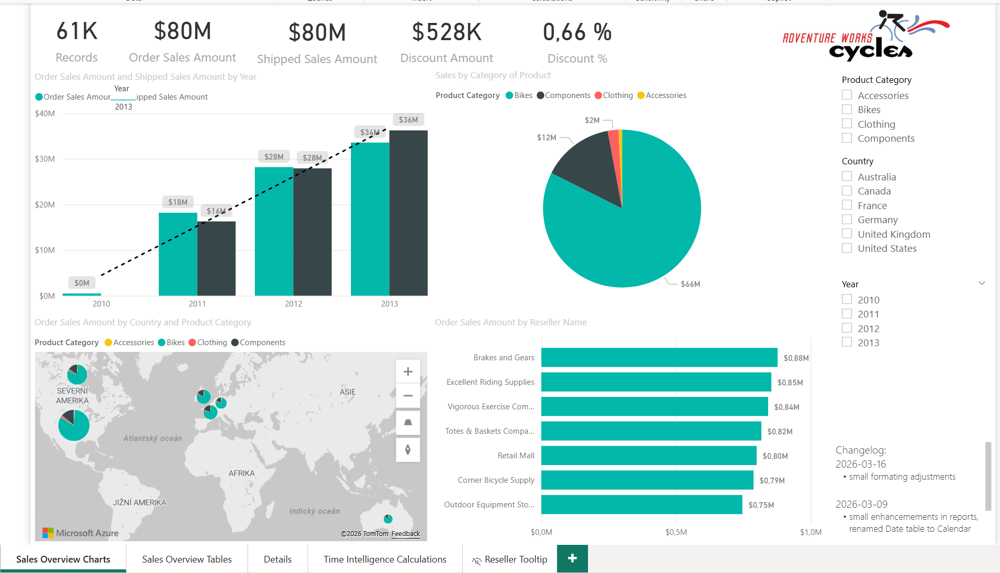 61K
Records
$80M
Order Sales Amount
$80M
Shipped Sales Amount
$528K
Discount Amount
0,66 %
Discount %
ADVENTURE WORKS
cycles
Order Sales Amount and Shipped Sales Amount by Year
Year
Order Sales Amour ipped Sales Amount
2013
$40M
$30M
$20M
$10M
$0M
$0M
$18M
$16M
$28M
$28M
$34M
$36M
2010 2011 2012 2013
Sales by Category of Product
Product Category Bikes Components Clothing Accessories
$2M
$12M
$66M
Product Category
Accessories
Bikes
Clothing
Components
Country
Australia
Canada
France
Germany
United Kingdom
United States
Year
2010
2011
2012
2013
Order Sales Amount by Country and Product Category
Product Category Accessories Bikes Clothing Components
SEVERNÍ
AMERIKA
ASIE
Atlantský oceán
AFRIKA
JIŽNÍ AMERIKA
Indický oceán
Microsoft Azure
©2026 TomTom Feedback
Order Sales Amount by Reseller Name
Brakes and Gears $0,88M
Excellent Riding Supplies $0,85M
Vigorous Exercise Com... $0,84M
Totes & Baskets Compa... $0,82M
Retail Mall $0,80M
Corner Bicycle Supply $0,79M
Outdoor Equipment Sto... $0,75M
$0,0M $0,5M $1,0M
Changelog:
2026-03-16
• small formating adjustments
2026-03-09
• small enhancemements in reports,
renamed Date table to Calendar
Sales Overview Charts Sales Overview Tables Details Time Intelligence Calculations Reseller Tooltip +